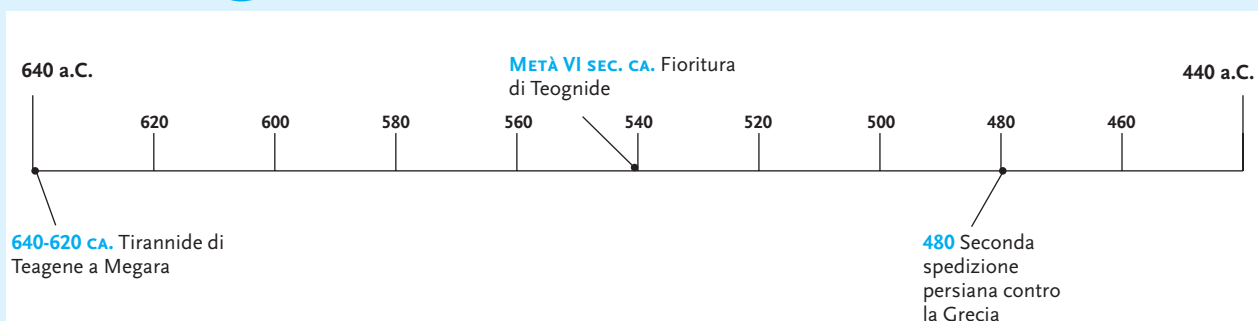 640 a.C.
METÀ VI SEC. CA. Fioritura
di Teognide
440 a.C.
620
600
580
560
540
520
500
480
460
640-620 CA. Tirannide di
Teagene a Megara
480 Seconda
spedizione
persiana contro
la Grecia